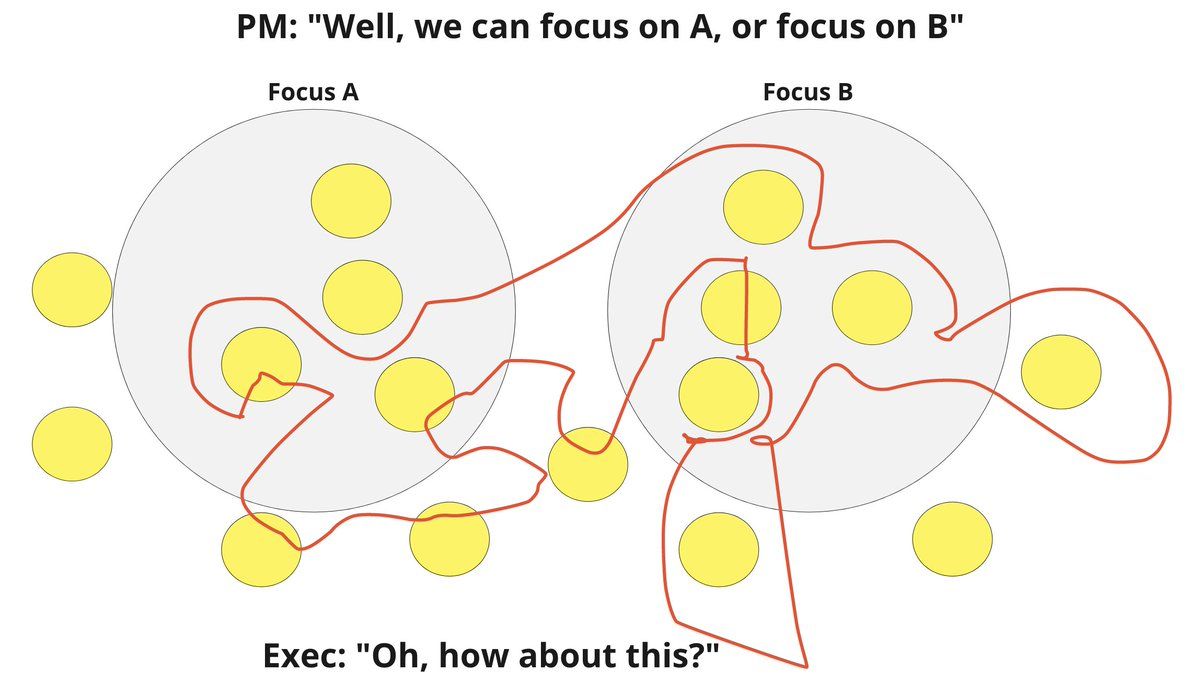 PM: "Well, we can focus on A, or focus on B"
Focus A
Focus B
Exec: "Oh, how about this?"